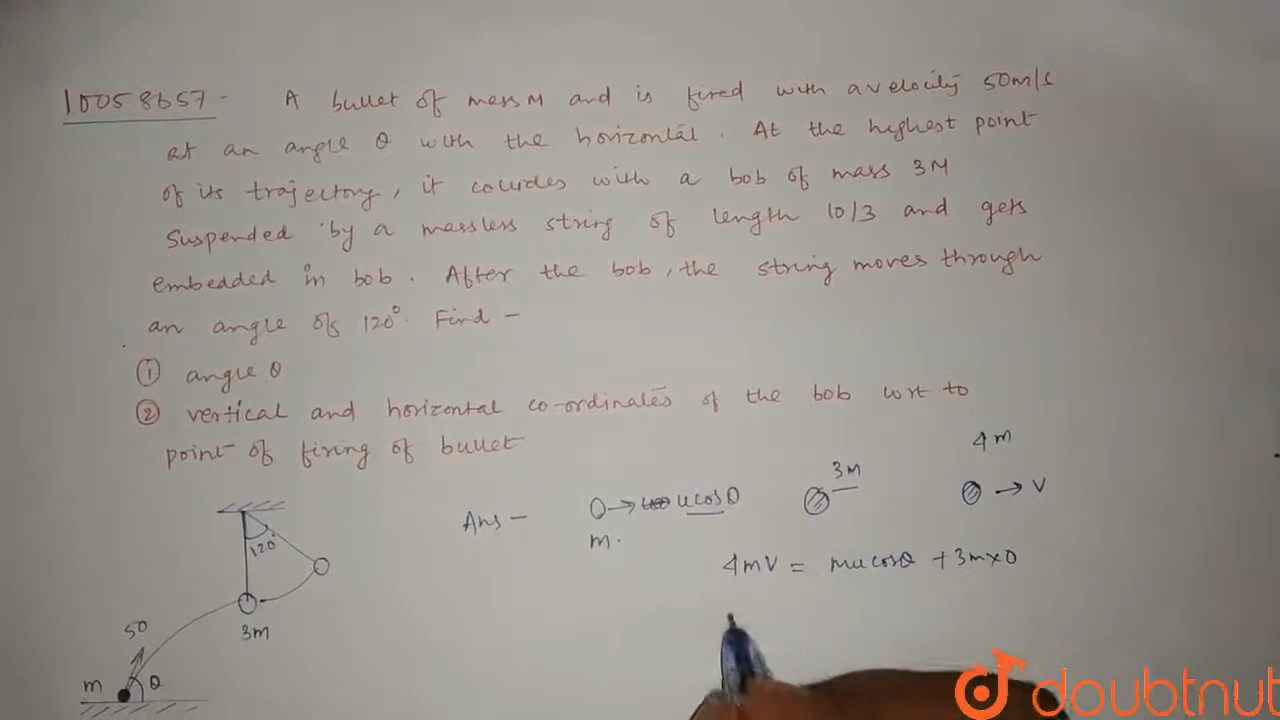 10058657 - A bullet of mass M and is fired with a velocity 50m/s
at an angle θ with the horizontal. At the highest point
of its trajectory, it collides with a bob of mass 3M
suspended by a massless string of length 10/3 and gets
embedded in bob. After the bob, the string moves through
an angle of 120°. Find -
① angle θ
② vertical and horizontal co-ordinates of the bob wrt to
point of firing of bullet
4m
3M
Ans - O→ ucosθ
→ V
m.
120°
4mV = mucosθ + 3m×0
50
3m
m θ
doubtnut